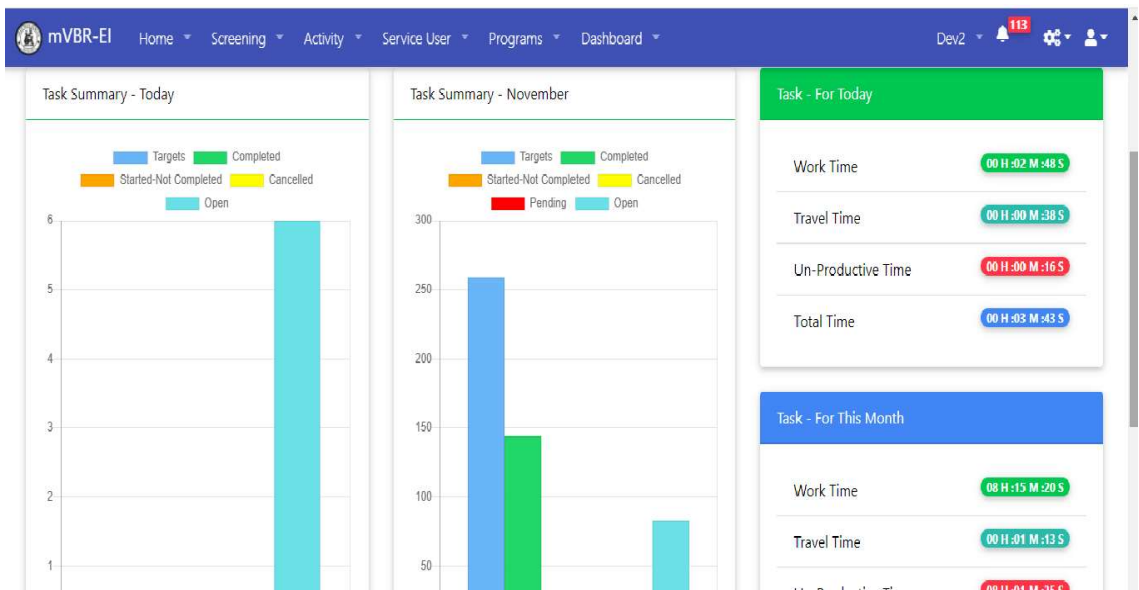 mVBR-EI Home Screening Activity Service User Programs Dashboard Dev2 113
Task Summary - Today
Targets Completed
Started-Not Completed Cancelled
Open
6
5
4
3
2
1
Task Summary - November
Targets Completed
Started-Not Completed Cancelled
Pending Open
300
250
200
150
100
50
Task - For Today
Work Time 00 H :02 M :48 S
Travel Time 00 H :00 M :38 S
Un-Productive Time 00 H :00 M :16 S
Total Time 00 H :03 M :43 S
Task - For This Month
Work Time 08 H :15 M :20 S
Travel Time 00 H :01 M :13 S